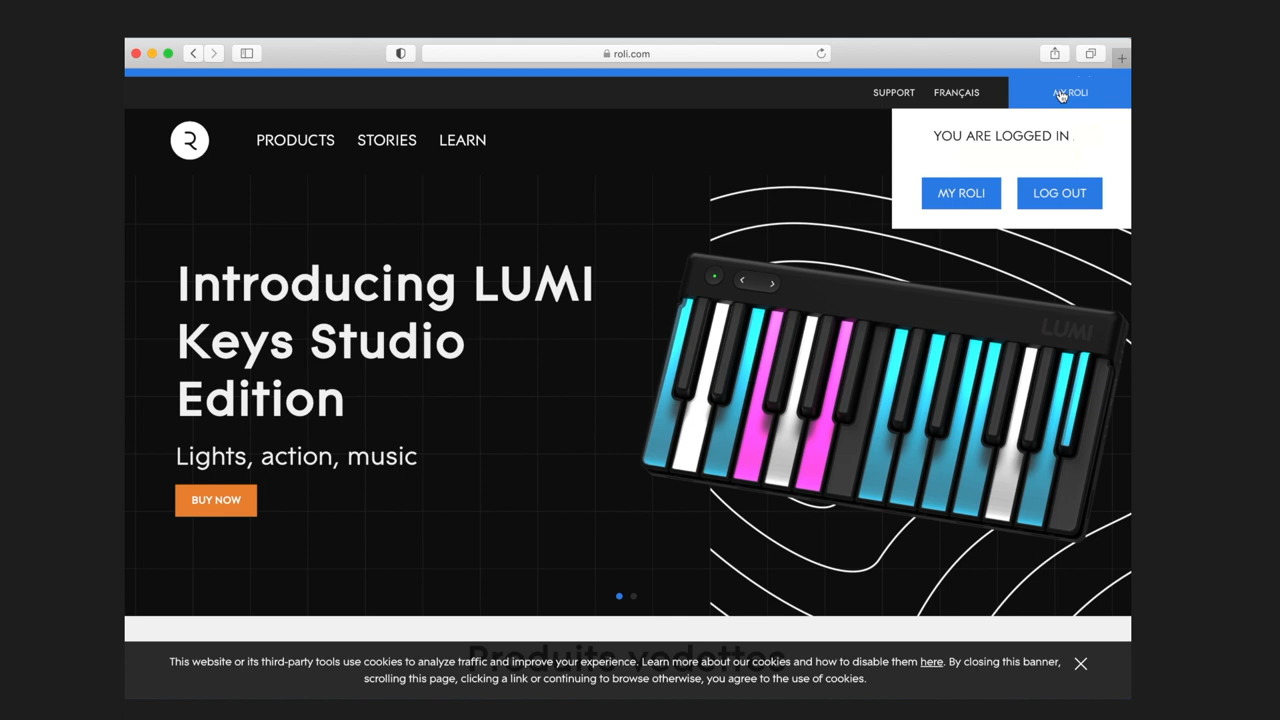 roli.com
SUPPORT FRANÇAIS MY ROLI
PRODUCTS STORIES LEARN
YOU ARE LOGGED IN
MY ROLI LOG OUT
Introducing LUMI
Keys Studio
Edition
Lights, action, music
BUY NOW
LUMI
Produits vedettes
This website or its third-party tools use cookies to analyze traffic and improve your experience. Learn more about our cookies and how to disable them here. By closing this banner,
scrolling this page, clicking a link or continuing to browse otherwise, you agree to the use of cookies.